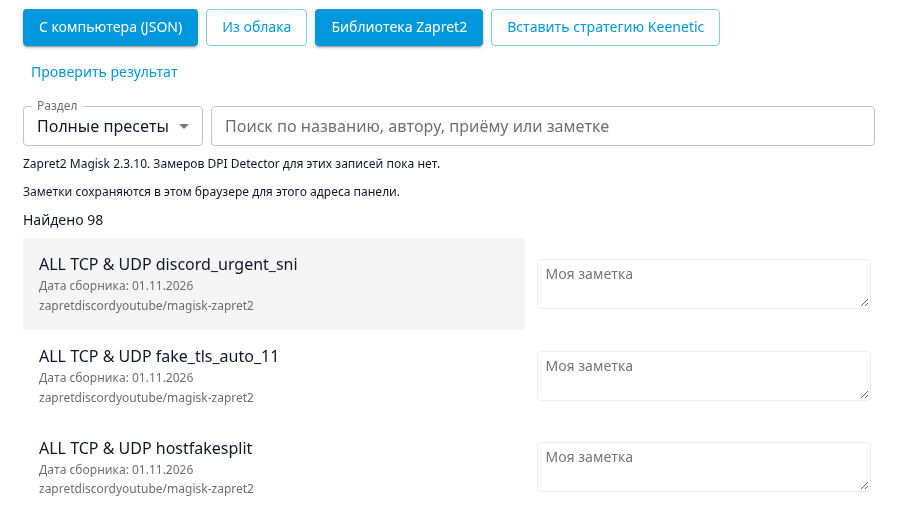 С компьютера (JSON)
Из облака
Библиотека Zapret2
Вставить стратегию Keenetic
Проверить результат
Раздел
Полные пресеты
Поиск по названию, автору, приёму или заметке
Zapret2 Magisk 2.3.10. Замеров DPI Detector для этих записей пока нет.
Заметки сохраняются в этом браузере для этого адреса панели.
Найдено 98
ALL TCP & UDP discord_urgent_sni
Дата сборника: 01.11.2026
zapretdiscordyoutube/magisk-zapret2
Моя заметка
ALL TCP & UDP fake_tls_auto_11
Дата сборника: 01.11.2026
zapretdiscordyoutube/magisk-zapret2
Моя заметка
ALL TCP & UDP hostfakesplit
Дата сборника: 01.11.2026
zapretdiscordyoutube/magisk-zapret2
Моя заметка